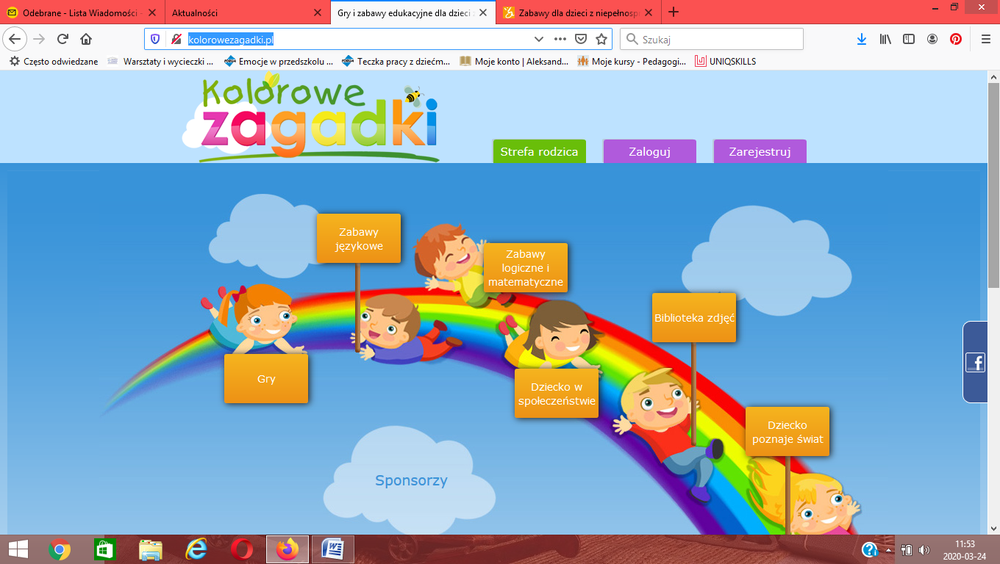 Odebrane - Lista Wiadomości -
Aktualności
Gry i zabawy edukacyjne dla dzieci z
Zabawy dla dzieci z niepełnospr
kolorowezagadki.pl
Szukaj
Często odwiedzane
Warsztaty i wycieczki ...
Emocje w przedszkolu ...
Teczka pracy z dziećm...
Moje konto | Aleksand...
Moje kursy - Pedagogi...
UNIQSKILLS
Kolorowe
zagadki
Strefa rodzica
Zaloguj
Zarejestruj
Zabawy
językowe
Zabawy
logiczne i
matematyczne
Biblioteka zdjęć
Gry
Dziecko w
społeczeństwie
Dziecko
poznaje świat
Sponsorzy
11:53
2020-03-24